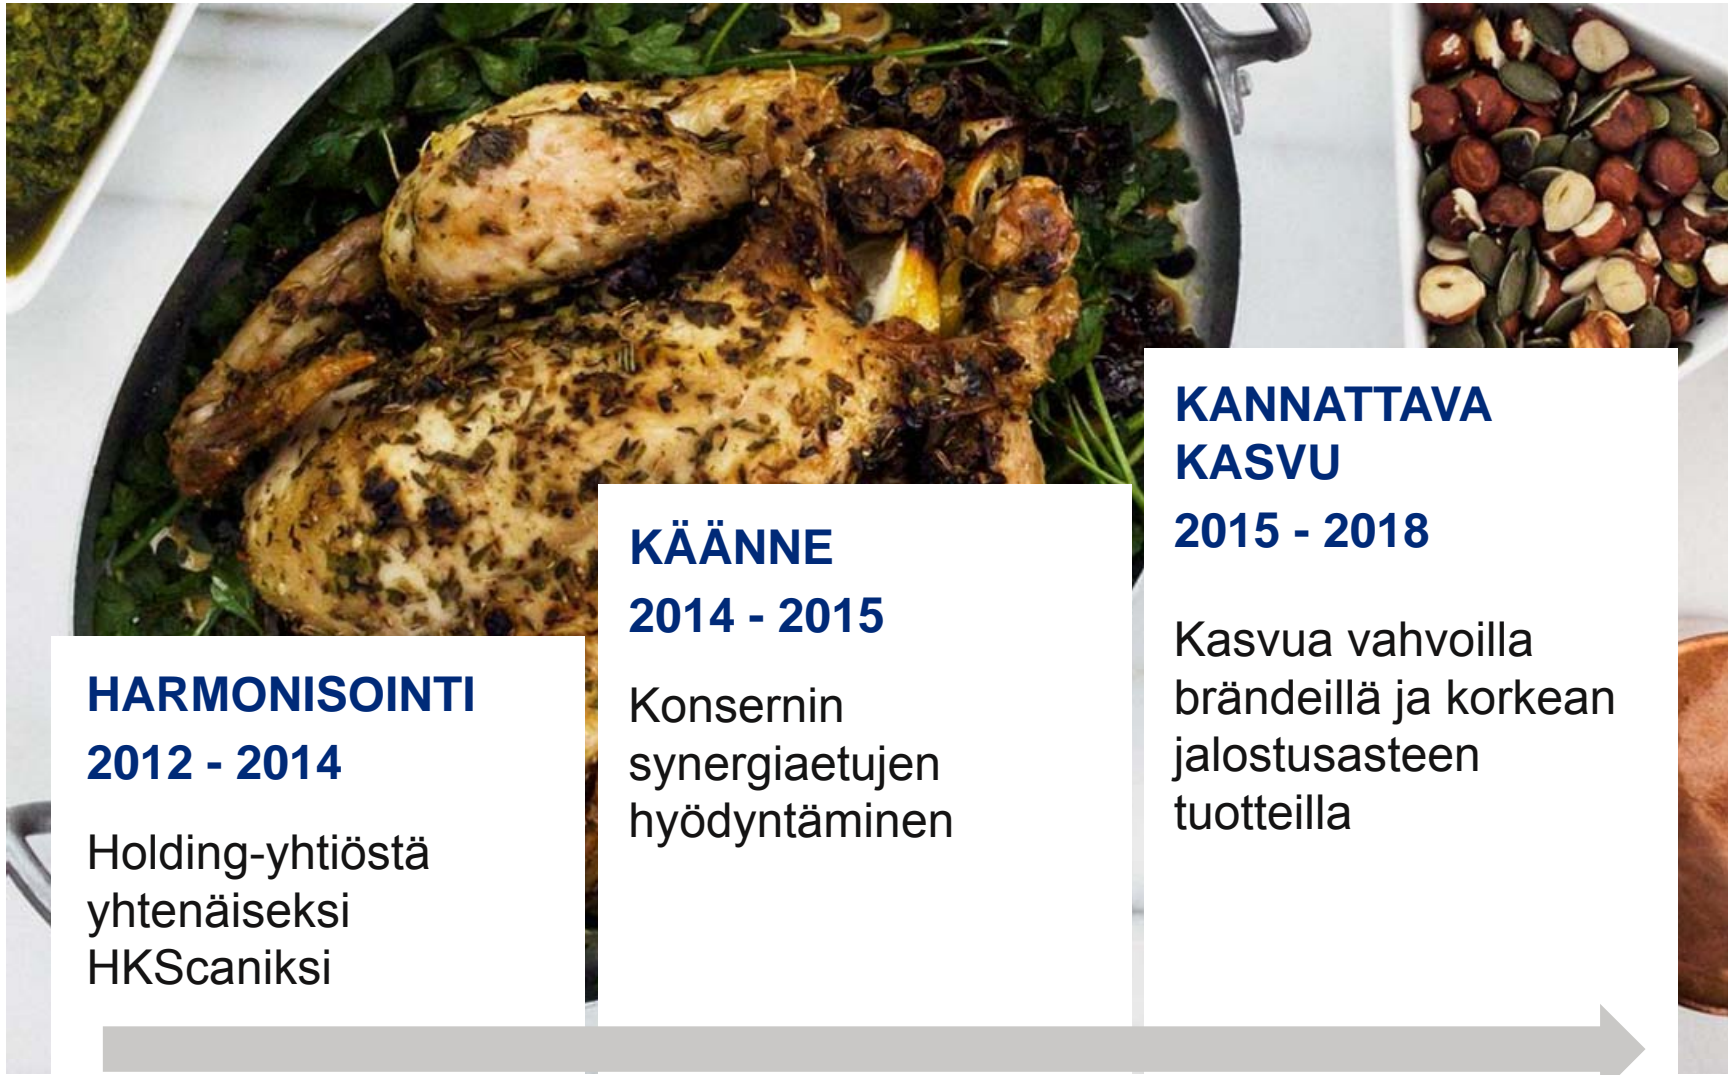 HARMONISOINTI
2012 - 2014
Holding-yhtiöstä
yhtenäiseksi
HKScaniksi
KÄÄNNE
2014 - 2015
Konsernin
synergiaetujen
hyödyntäminen
KANNATTAVA
KASVU
2015 - 2018
Kasvua vahvoilla
brändeillä ja korkean
jalostusasteen
tuotteilla